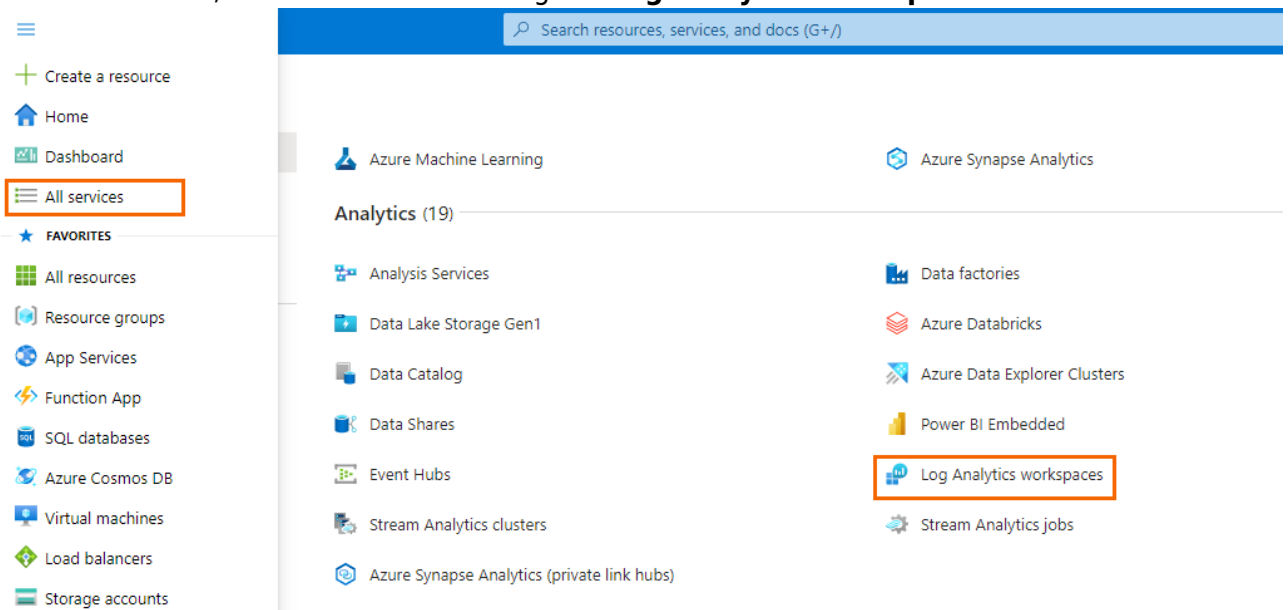 Search resources, services, and docs (G+/)
Create a resource
Home
Dashboard
All services
FAVORITES
All resources
Resource groups
App Services
Function App
SQL databases
Azure Cosmos DB
Virtual machines
Load balancers
Storage accounts
Azure Machine Learning
Azure Synapse Analytics
Analytics (19)
Analysis Services
Data factories
Data Lake Storage Gen1
Azure Databricks
Data Catalog
Azure Data Explorer Clusters
Data Shares
Power BI Embedded
Event Hubs
Log Analytics workspaces
Stream Analytics clusters
Stream Analytics jobs
Azure Synapse Analytics (private link hubs)